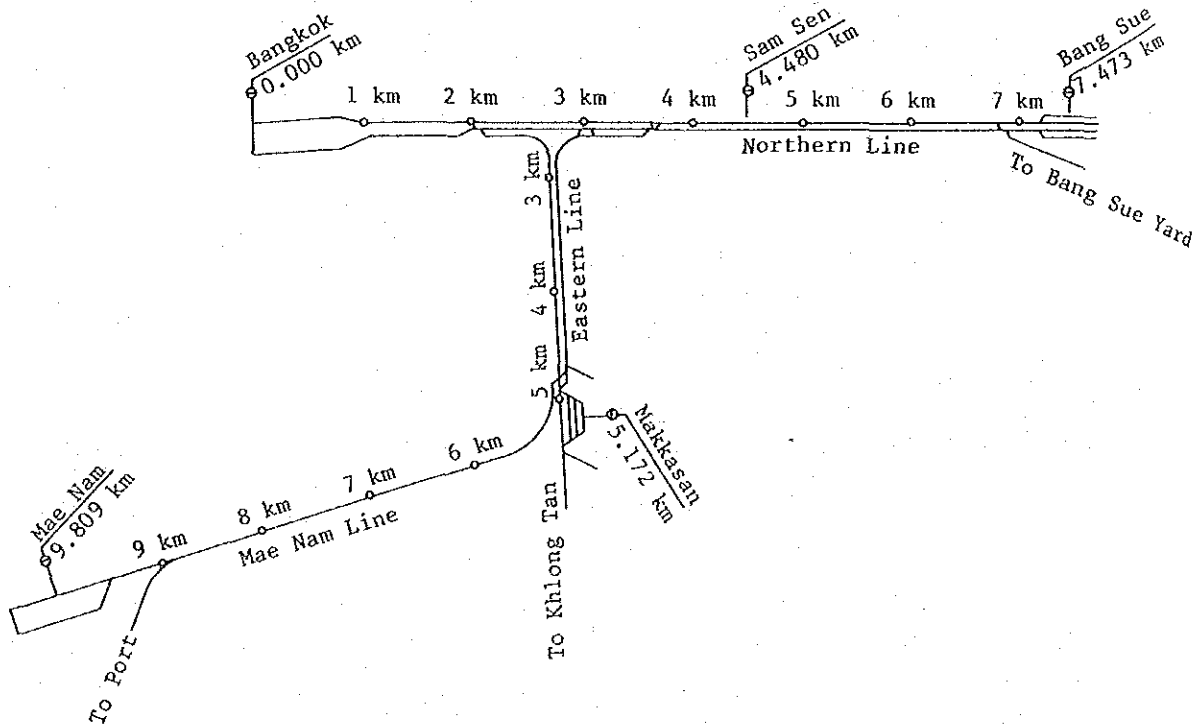 Bangkok
0.000 km
Sam Sen
4.480 km
Bang Sue
7.473 km
1 km
2 km
3 km
4 km
5 km
6 km
7 km
Northern Line
To Bang Sue Yard
3 km
4 km
5 km
Eastern Line
Makkasan
5.172 km
6 km
7 km
8 km
9 km
Mae Nam Line
Mae Nam
9.809 km
To Khlong Tan
To Port